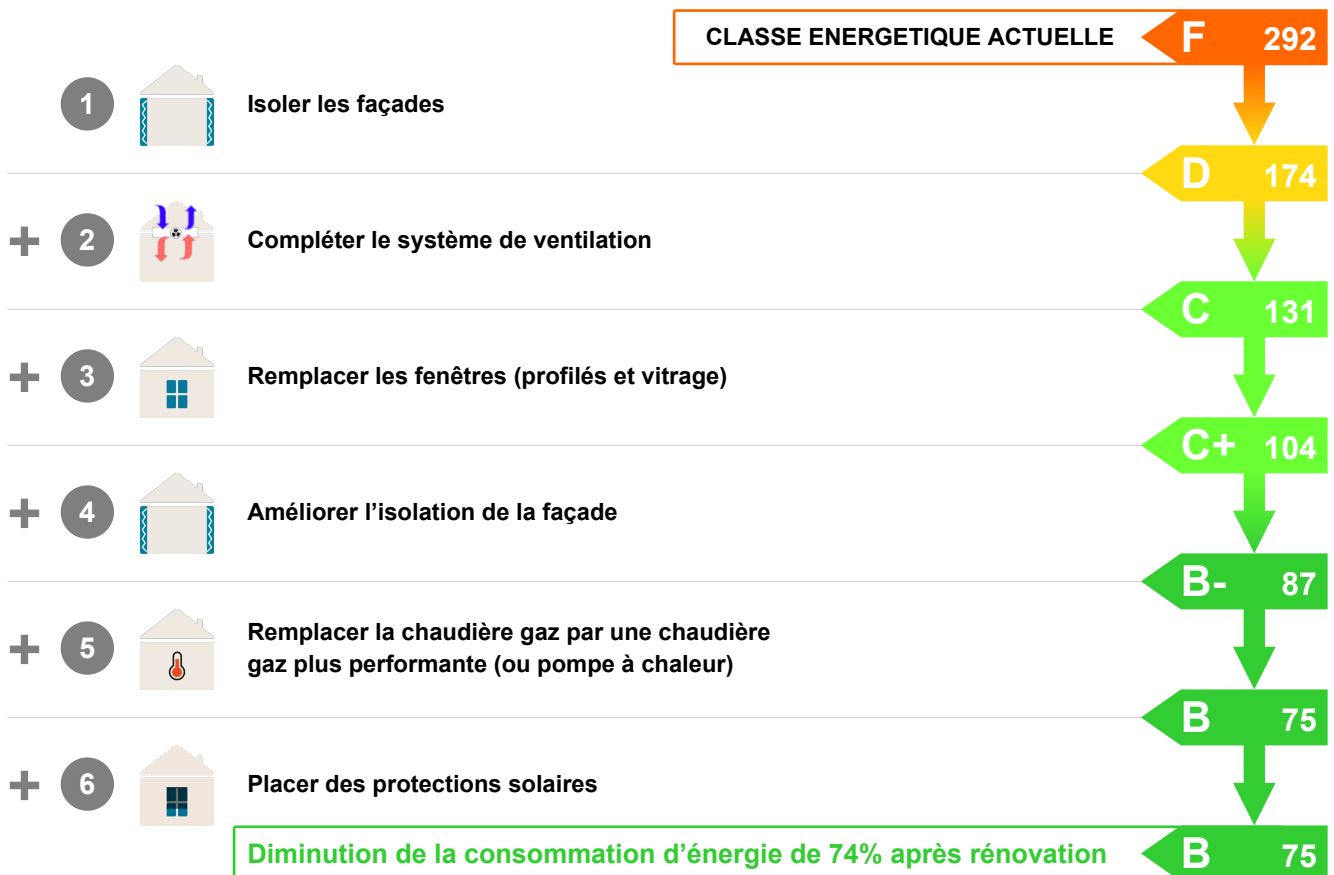 CLASSE ENERGETIQUE ACTUELLE F 292
1 Isoler les façades
D 174
+ 2 Compléter le système de ventilation
C 131
+ 3 Remplacer les fenêtres (profilés et vitrage)
C+ 104
+ 4 Améliorer l’isolation de la façade
B- 87
+ 5 Remplacer la chaudière gaz par une chaudière
gaz plus performante (ou pompe à chaleur)
B 75
+ 6 Placer des protections solaires
Diminution de la consommation d’énergie de 74% après rénovation B 75